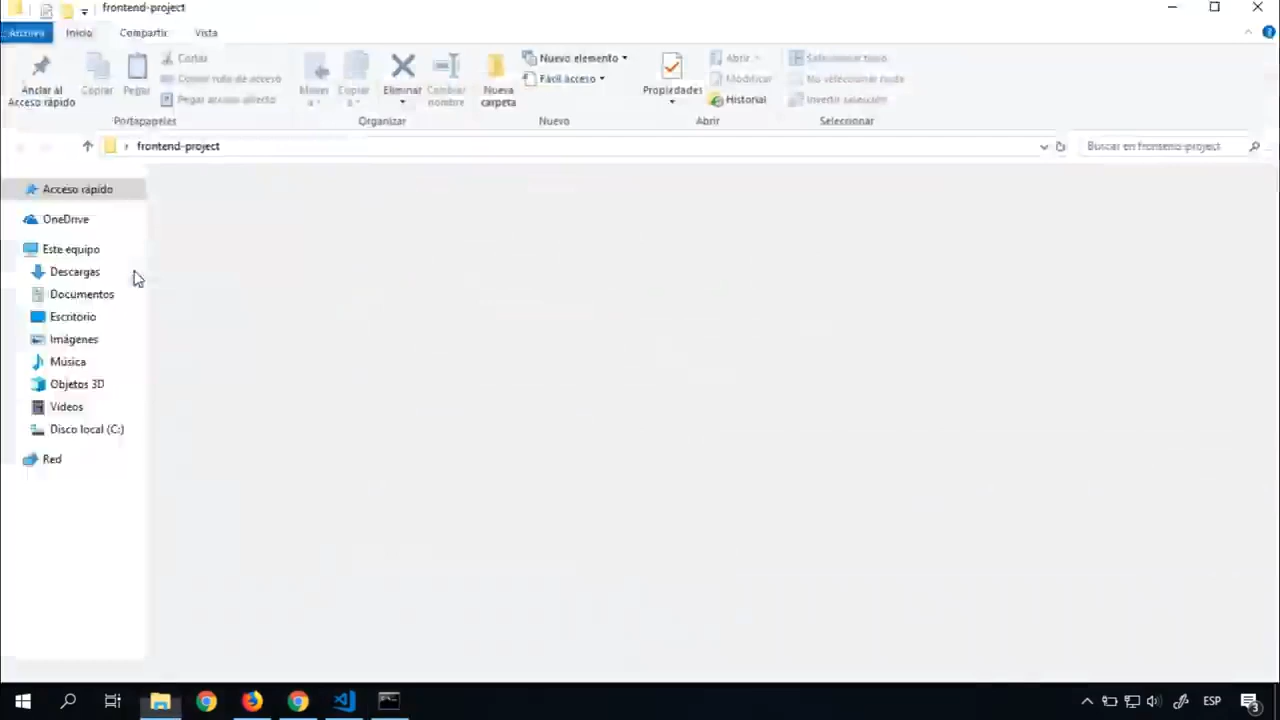 frontend-project
Archivo Inicio Compartir Vista
Anclar al Acceso rápido
Copiar
Pegar
Cortar
Copiar ruta de acceso
Pegar acceso directo
Portapapeles
Mover a
Copiar a
Eliminar
Cambiar nombre
Organizar
Nueva carpeta
Nuevo elemento
Fácil acceso
Nuevo
Propiedades
Abrir
Modificar
Historial
Abrir
Seleccionar todo
No seleccionar nada
Invertir selección
Seleccionar
frontend-project
Buscar en frontend-project
Acceso rápido
OneDrive
Este equipo
Descargas
Documentos
Escritorio
Imágenes
Música
Objetos 3D
Vídeos
Disco local (C:)
Red
ESP
3